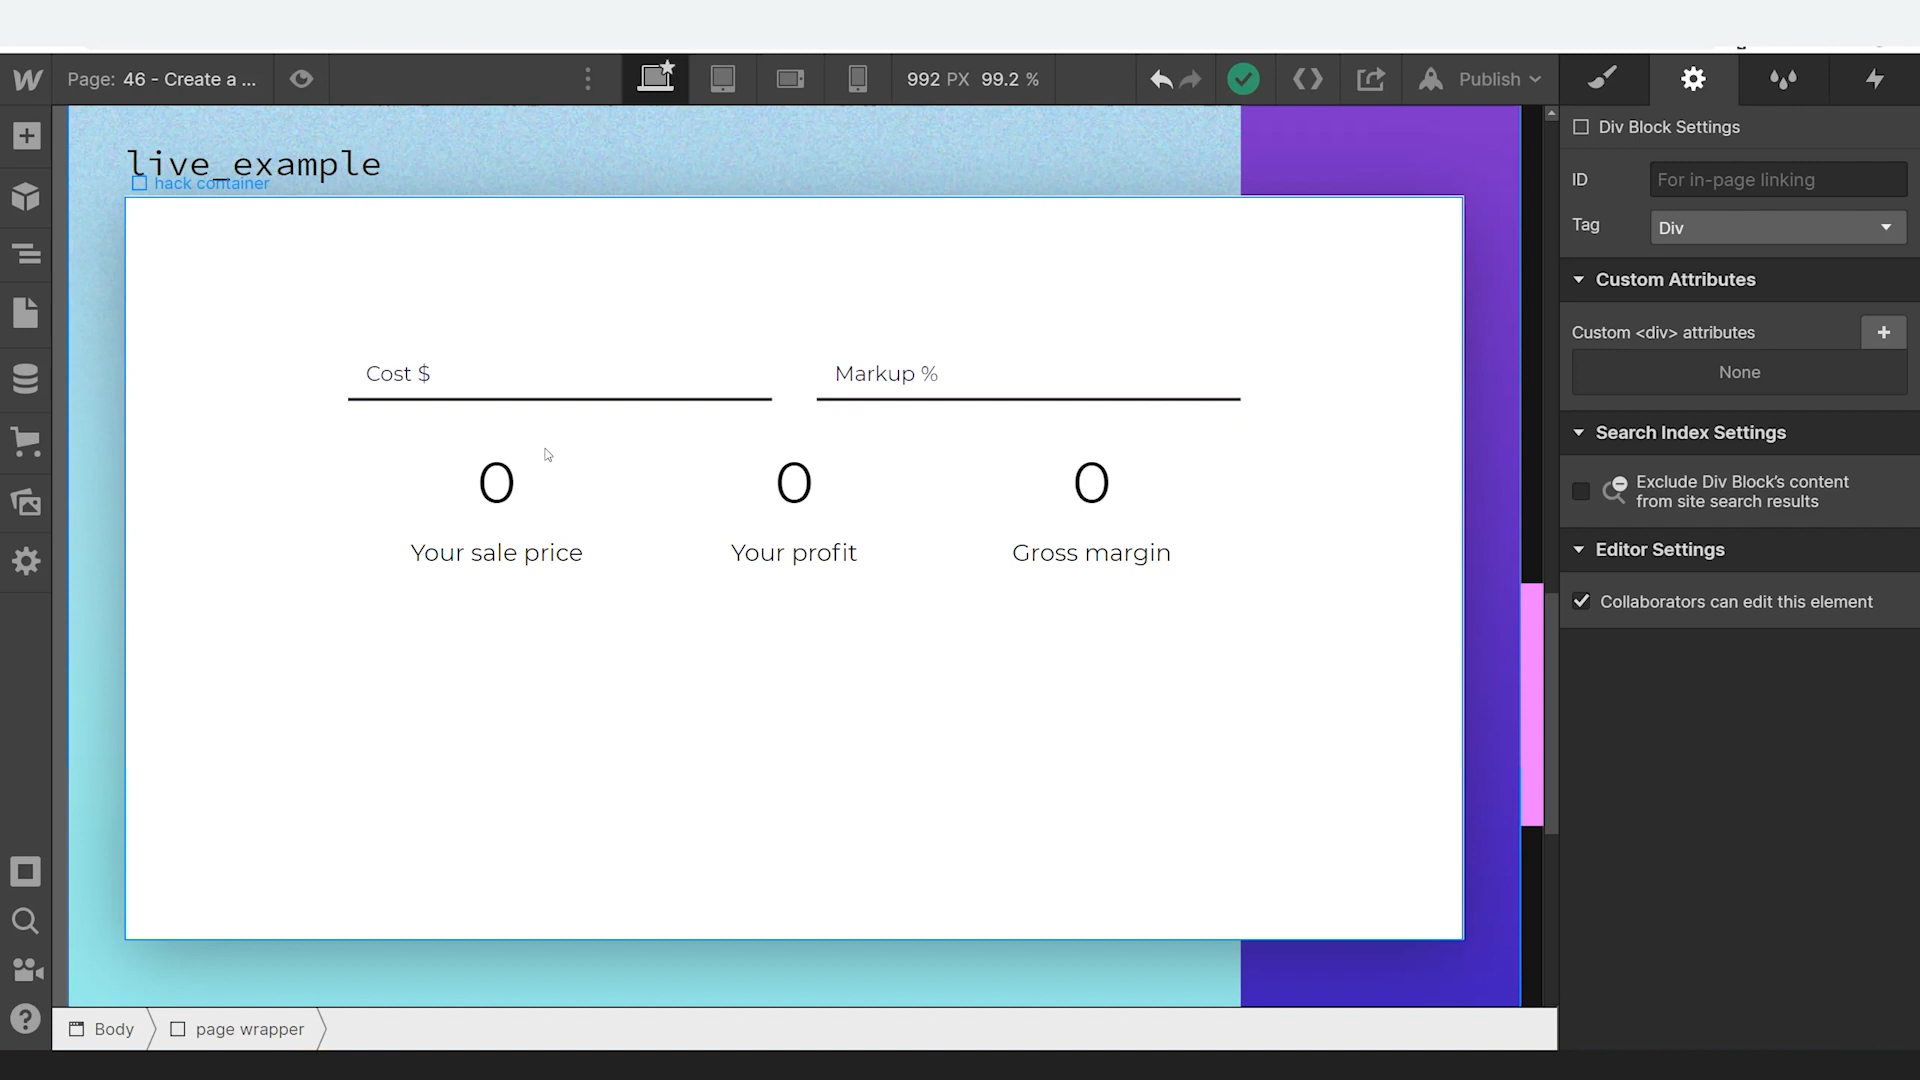 Page: 46 - Create a ...
992 PX 99.2 %
Publish
live_example
hack container
Cost $
Markup %
0
0
0
Your sale price
Your profit
Gross margin
Body
page wrapper
Div Block Settings
ID
For in-page linking
Tag
Div
Custom Attributes
Custom <div> attributes
+
None
Search Index Settings
Exclude Div Block's content
from site search results
Editor Settings
Collaborators can edit this element